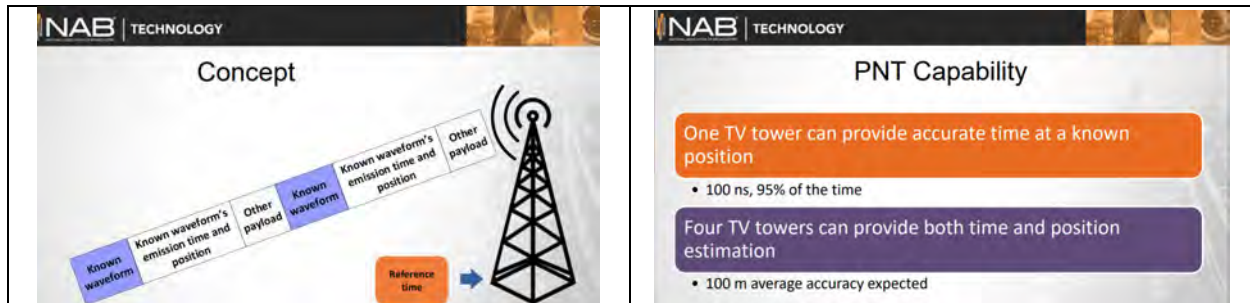 NAB TECHNOLOGY
Concept
Known
waveform
Known waveform's
emission time and
position
Other
payload
Known
waveform
Known waveform's
emission time and
position
Other
payload
Reference
time
NAB TECHNOLOGY
PNT Capability
One TV tower can provide accurate time at a known
position
• 100 ns, 95% of the time
Four TV towers can provide both time and position
estimation
• 100 m average accuracy expected